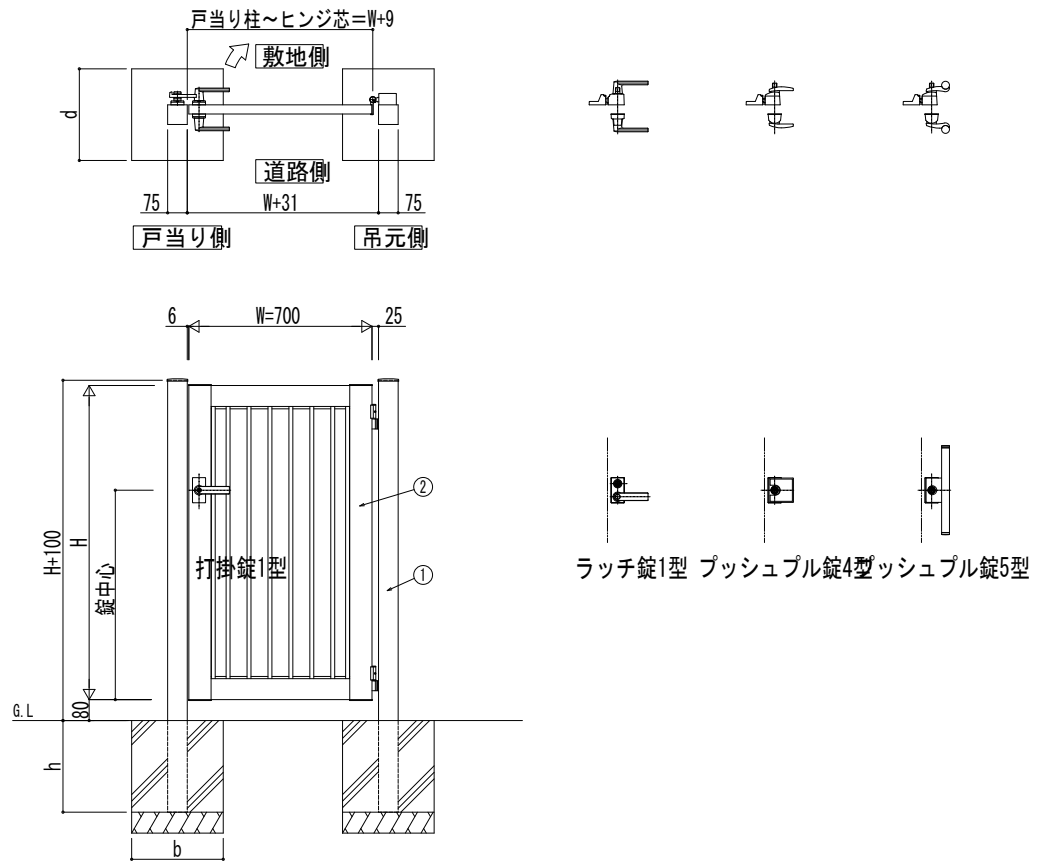 戸当り柱～ヒンジ芯=W+9
敷地側
d
道路側
75
W+31
75
戸当り側
吊元側
6
W=700
25
H+100
H
錠中心
打掛錠1型
②
①
ラッチ錠1型
プッシュプル錠4型
プッシュプル錠5型
G.L
80
h
b